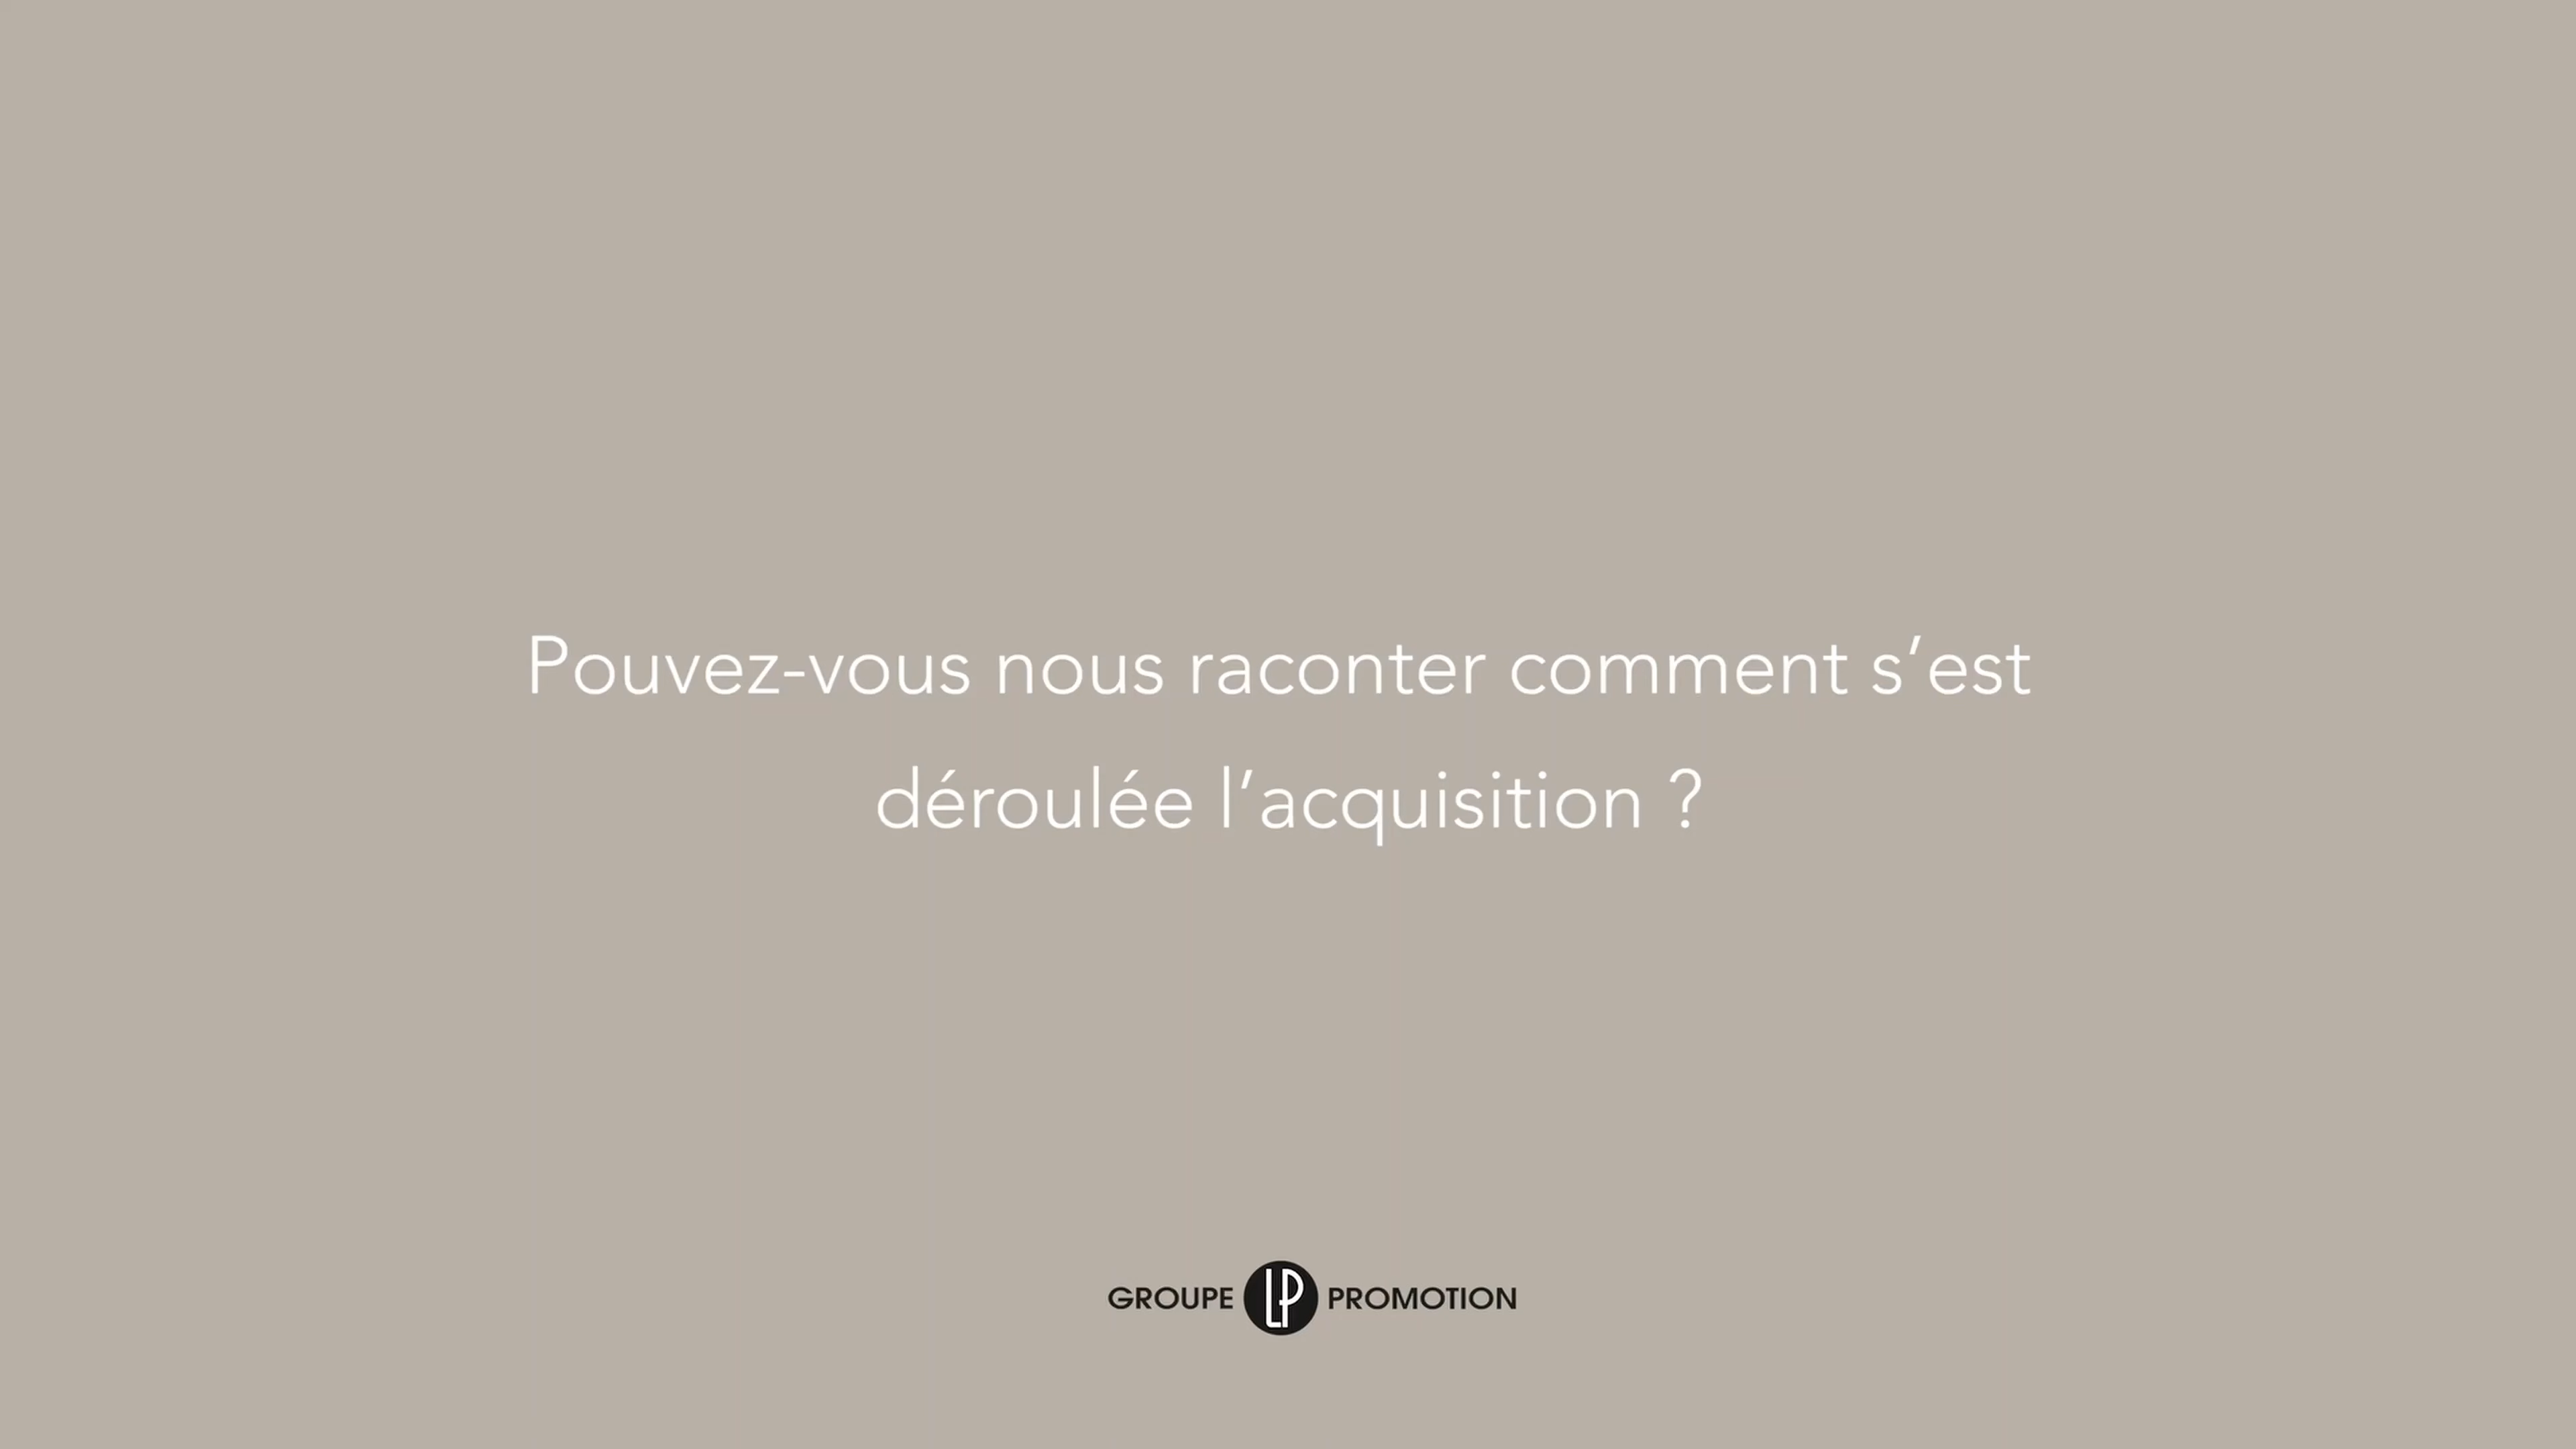 Pouvez-vous nous raconter comment s’est
déroulée l’acquisition ?
GROUPE LP PROMOTION